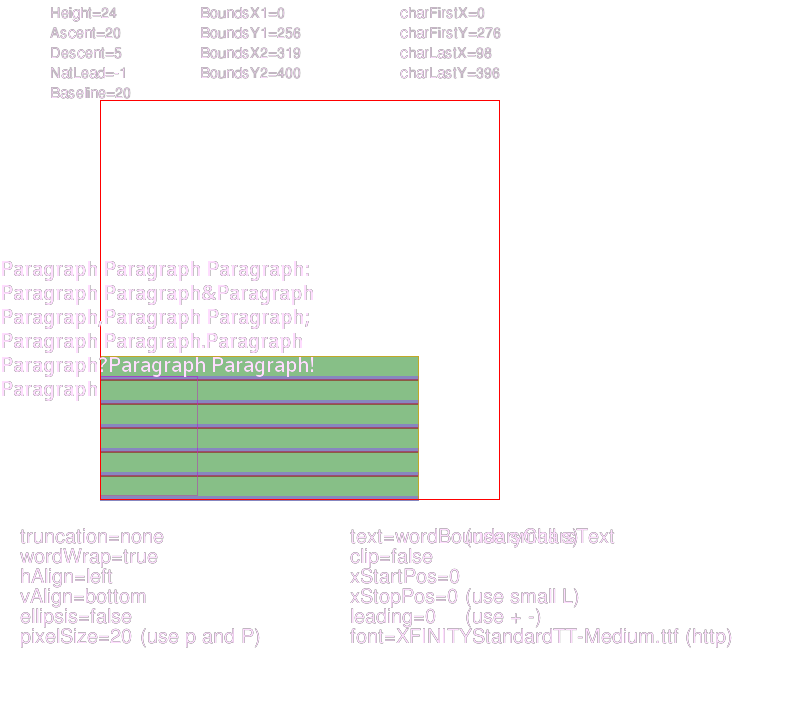 Height=24 BoundsX1=0 charFirstX=0
Ascent=20 BoundsY1=256 charFirstY=276
Descent=5 BoundsX2=319 charLastX=98
NatLead=-1 BoundsY2=400 charLastY=396
Baseline=20
Paragraph Paragraph Paragraph:
Paragraph Paragraph&Paragraph
Paragraph,Paragraph Paragraph;
Paragraph Paragraph.Paragraph
Paragraph?Paragraph Paragraph!
Paragraph
truncation=none text=wordBoundaryCharsText
wordWrap=true clip=false
hAlign=left xStartPos=0
vAlign=bottom xStopPos=0 (use small L)
ellipsis=false leading=0 (use + -)
pixelSize=20 (use p and P) font=XFINITYStandardTT-Medium.ttf (http)